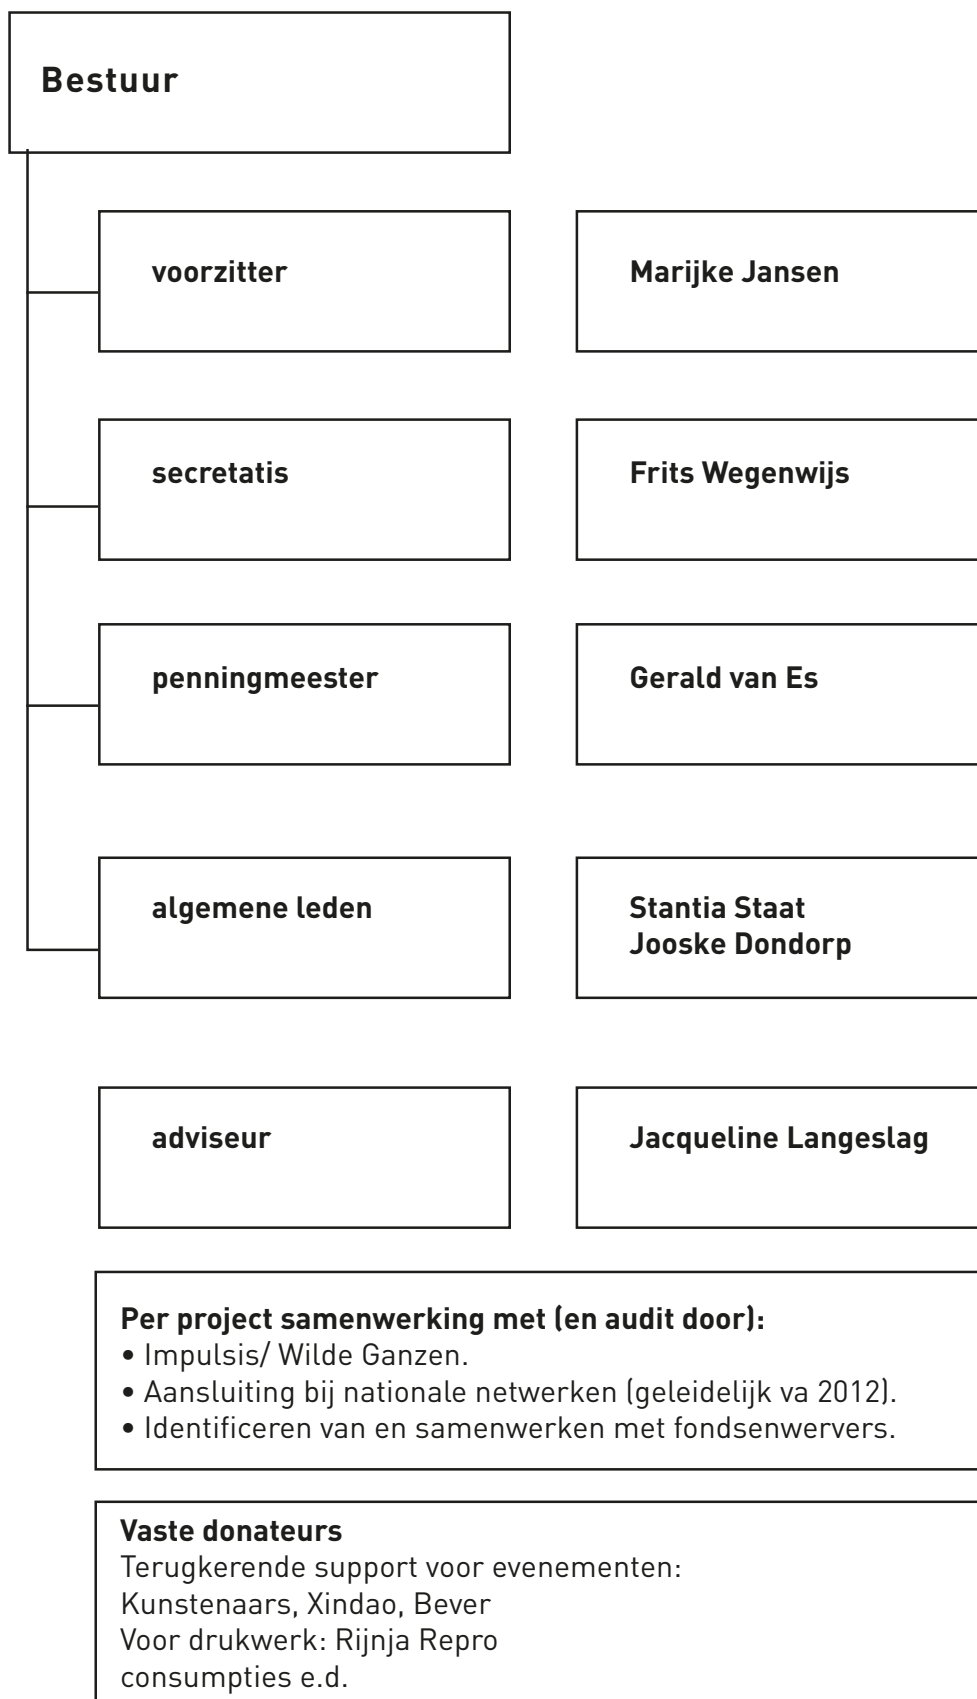 Bestuur
voorzitter
Marijke Jansen
secretatis
Frits Wegenwijs
penningmeester
Gerald van Es
algemene leden
Stantia Staat
Jooske Dondorp
adviseur
Jacqueline Langeslag
Per project samenwerking met (en audit door):
• Impulsis/ Wilde Ganzen.
• Aansluiting bij nationale netwerken (geleidelijk va 2012).
• Identificeren van en samenwerken met fondsenwervers.
Vaste donateurs
Terugkerende support voor evenementen:
Kunstenaars, Xindao, Bever
Voor drukwerk: Rijnja Repro
consumpties e.d.